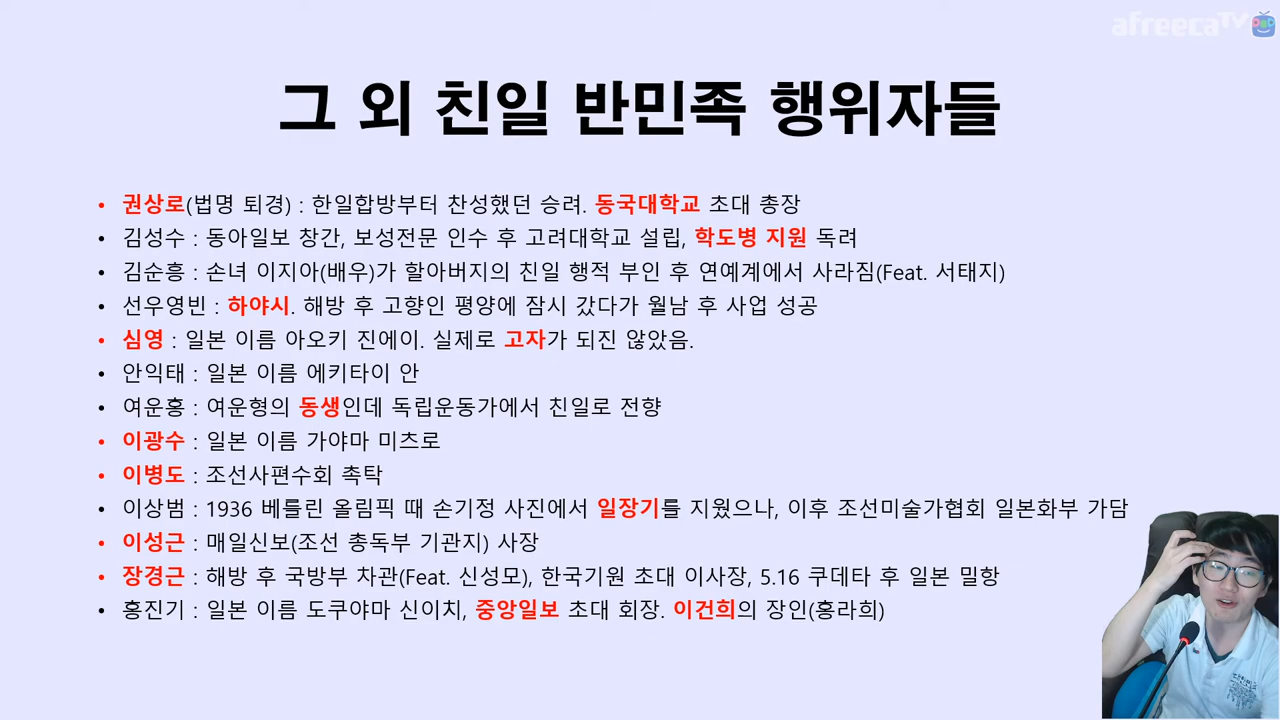 afreecaTV
그 외 친일 반민족 행위자들
• 권상로(법명 퇴경) : 한일합방부터 찬성했던 승려. 동국대학교 초대 총장
• 김성수 : 동아일보 창간, 보성전문 인수 후 고려대학교 설립, 학도병 지원 독려
• 김순흥 : 손녀 이지아(배우)가 할아버지의 친일 행적 부인 후 연예계에서 사라짐(Feat. 서태지)
• 선우영빈 : 하야시. 해방 후 고향인 평양에 잠시 갔다가 월남 후 사업 성공
• 심영 : 일본 이름 아오키 진에이. 실제로 고자가 되진 않았음.
• 안익태 : 일본 이름 에키타이 안
• 여운홍 : 여운형의 동생인데 독립운동가에서 친일로 전향
• 이광수 : 일본 이름 가야마 미츠로
• 이병도 : 조선사편수회 촉탁
• 이상범 : 1936 베를린 올림픽 때 손기정 사진에서 일장기를 지웠으나, 이후 조선미술가협회 일본화부 가담
• 이성근 : 매일신보(조선 총독부 기관지) 사장
• 장경근 : 해방 후 국방부 차관(Feat. 신성모), 한국기원 초대 이사장, 5.16 쿠데타 후 일본 밀항
• 홍진기 : 일본 이름 도쿠야마 신이치, 중앙일보 초대 회장. 이건희의 장인(홍라희)